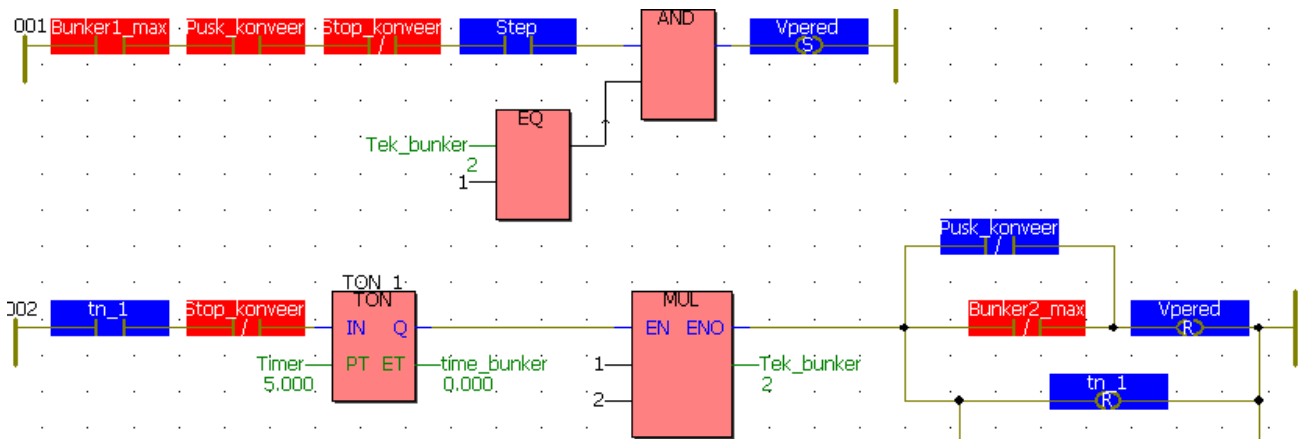 001 Bunker1_max Pusk_konveer Stop_konveer Step AND Vpered
S
EQ
Tek_bunker
2
1
Pusk_konveer
TON_1
002 tn_1 Stop_konveer TON MUL Bunker2_max Vpered
IN Q EN ENO R
Timer PT ET time_bunker 1 Tek_bunker
5.000 0.000 2
tn_1
2 R